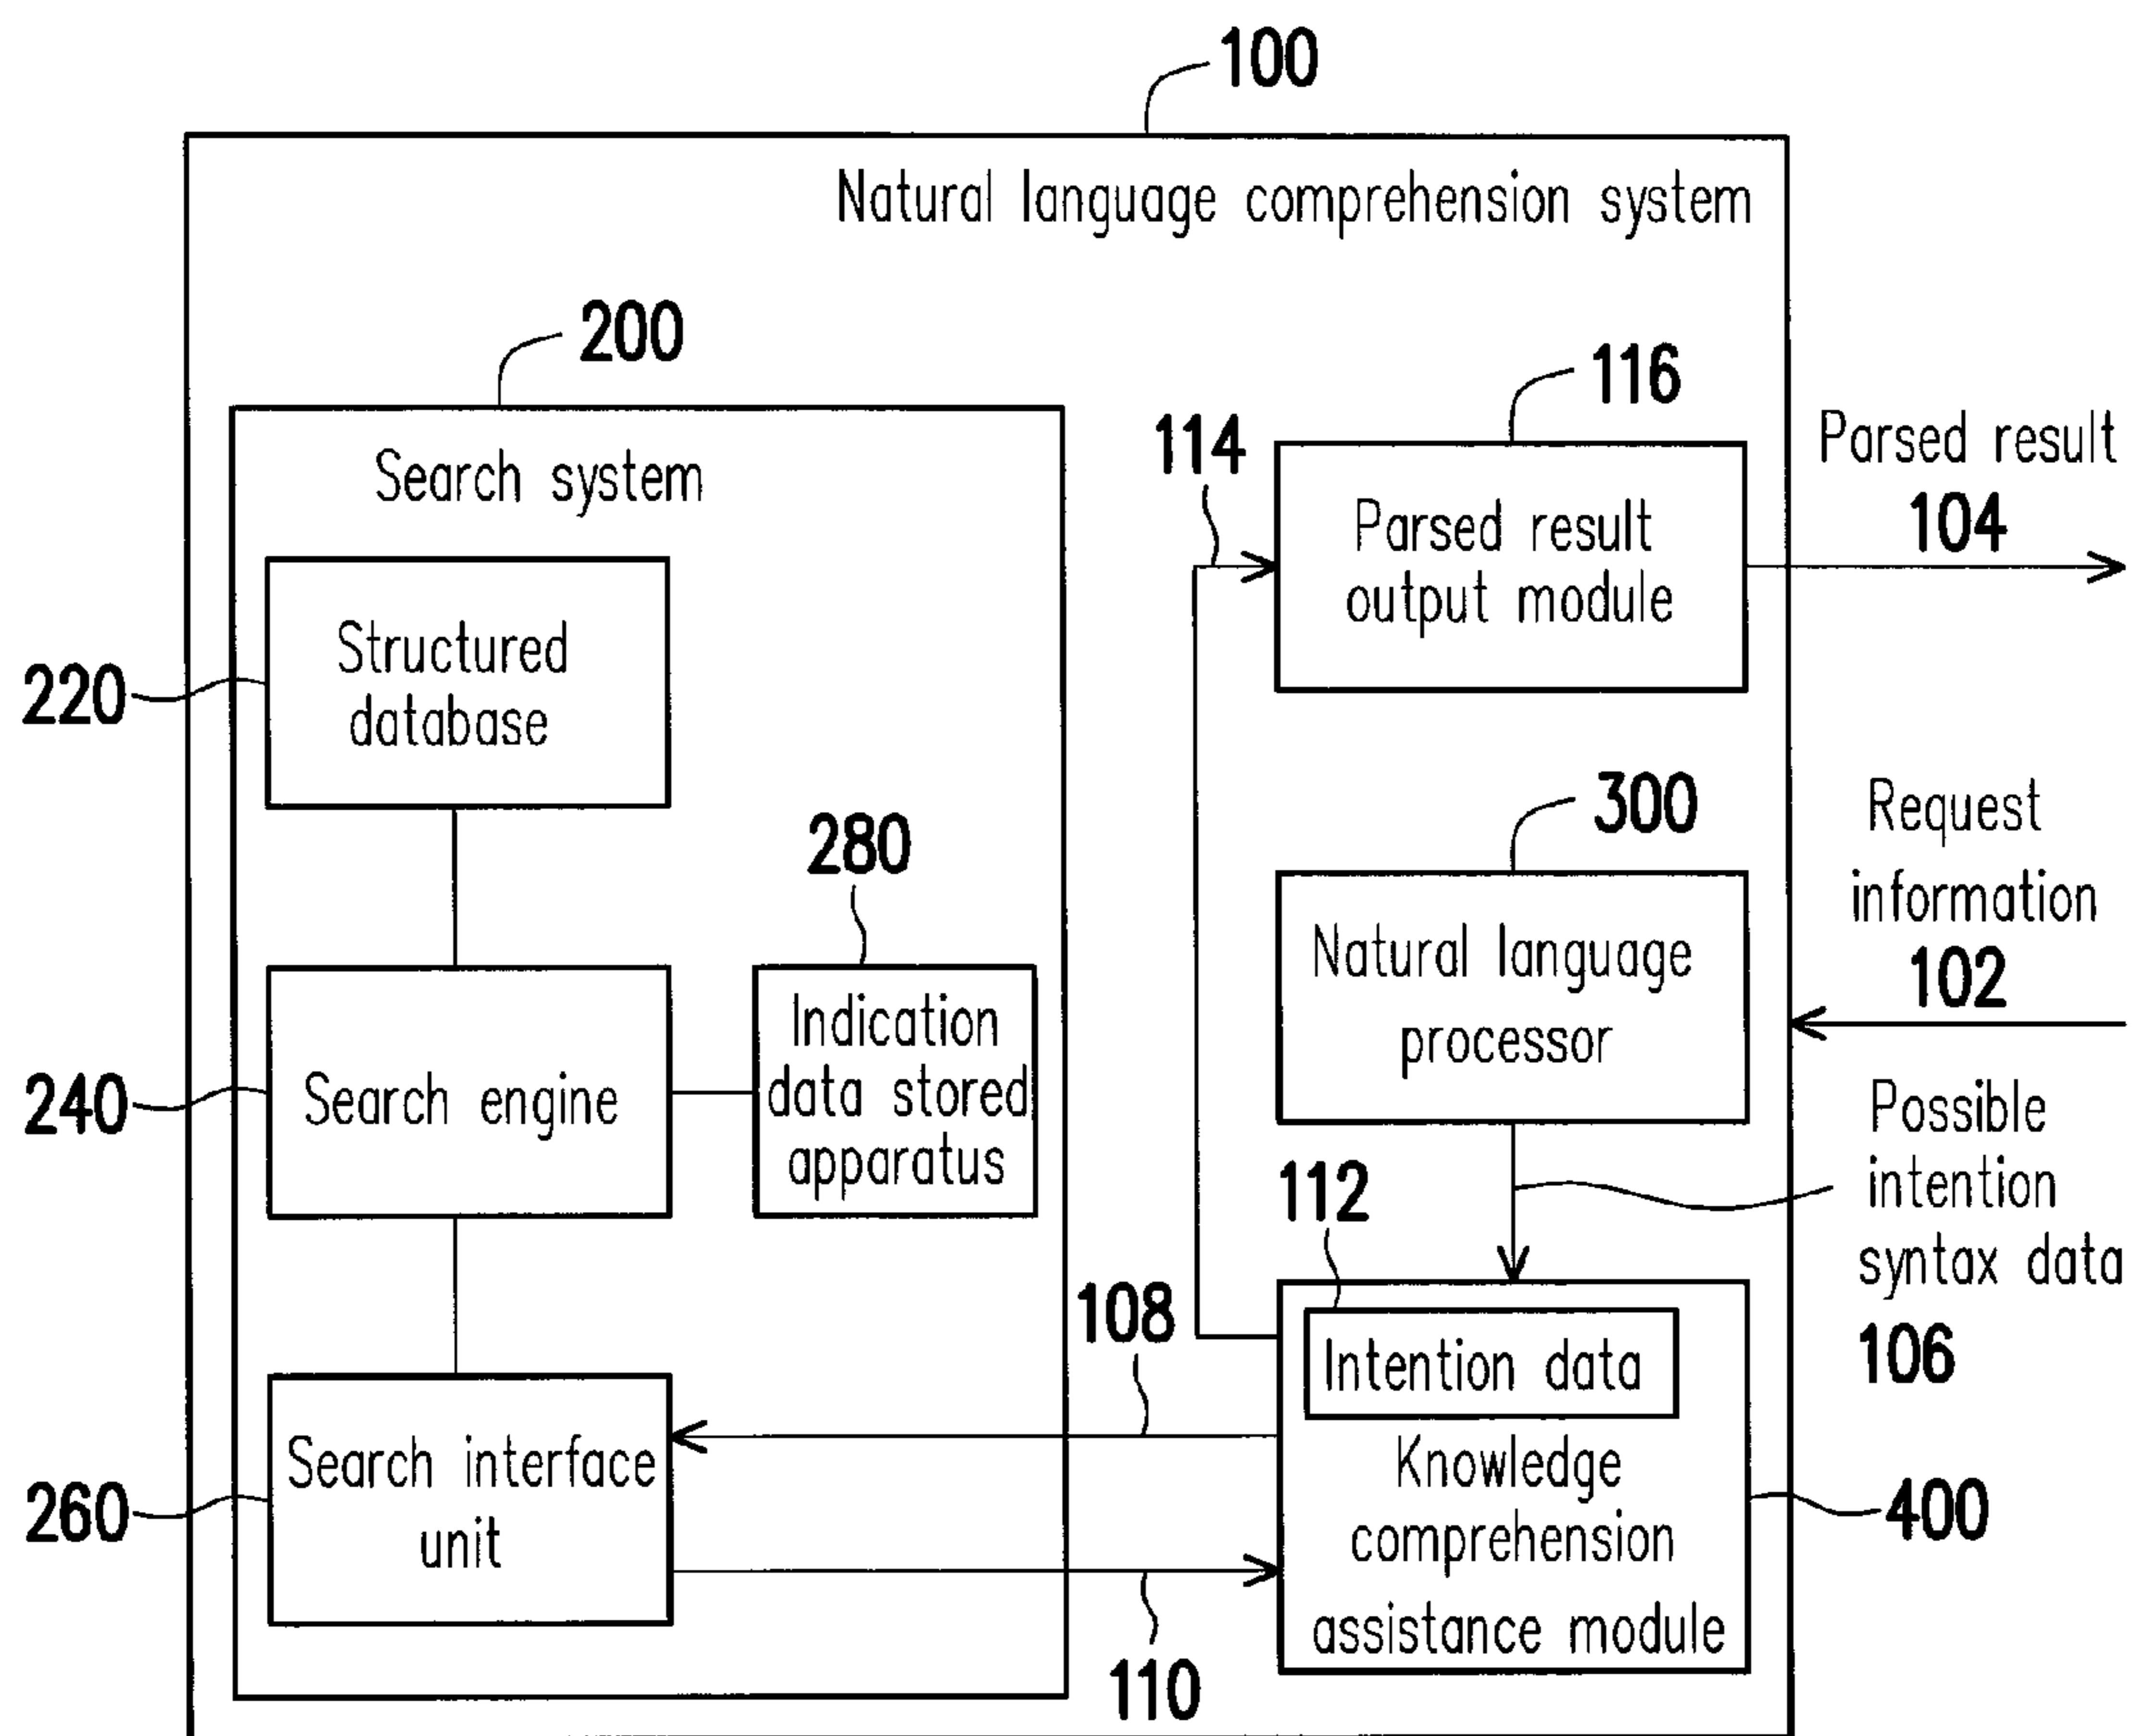 100
Natural language comprehension system
200
Search system
220
Structured
database
280
240
Search engine
Indication
data stored
apparatus
260
Search interface
unit
114
116
Parsed result
output module
Parsed result
104
300
Natural language
processor
Request
information
102
Possible
intention
syntax data
106
112
Intention data
Knowledge
comprehension
assistance module
400
108
110